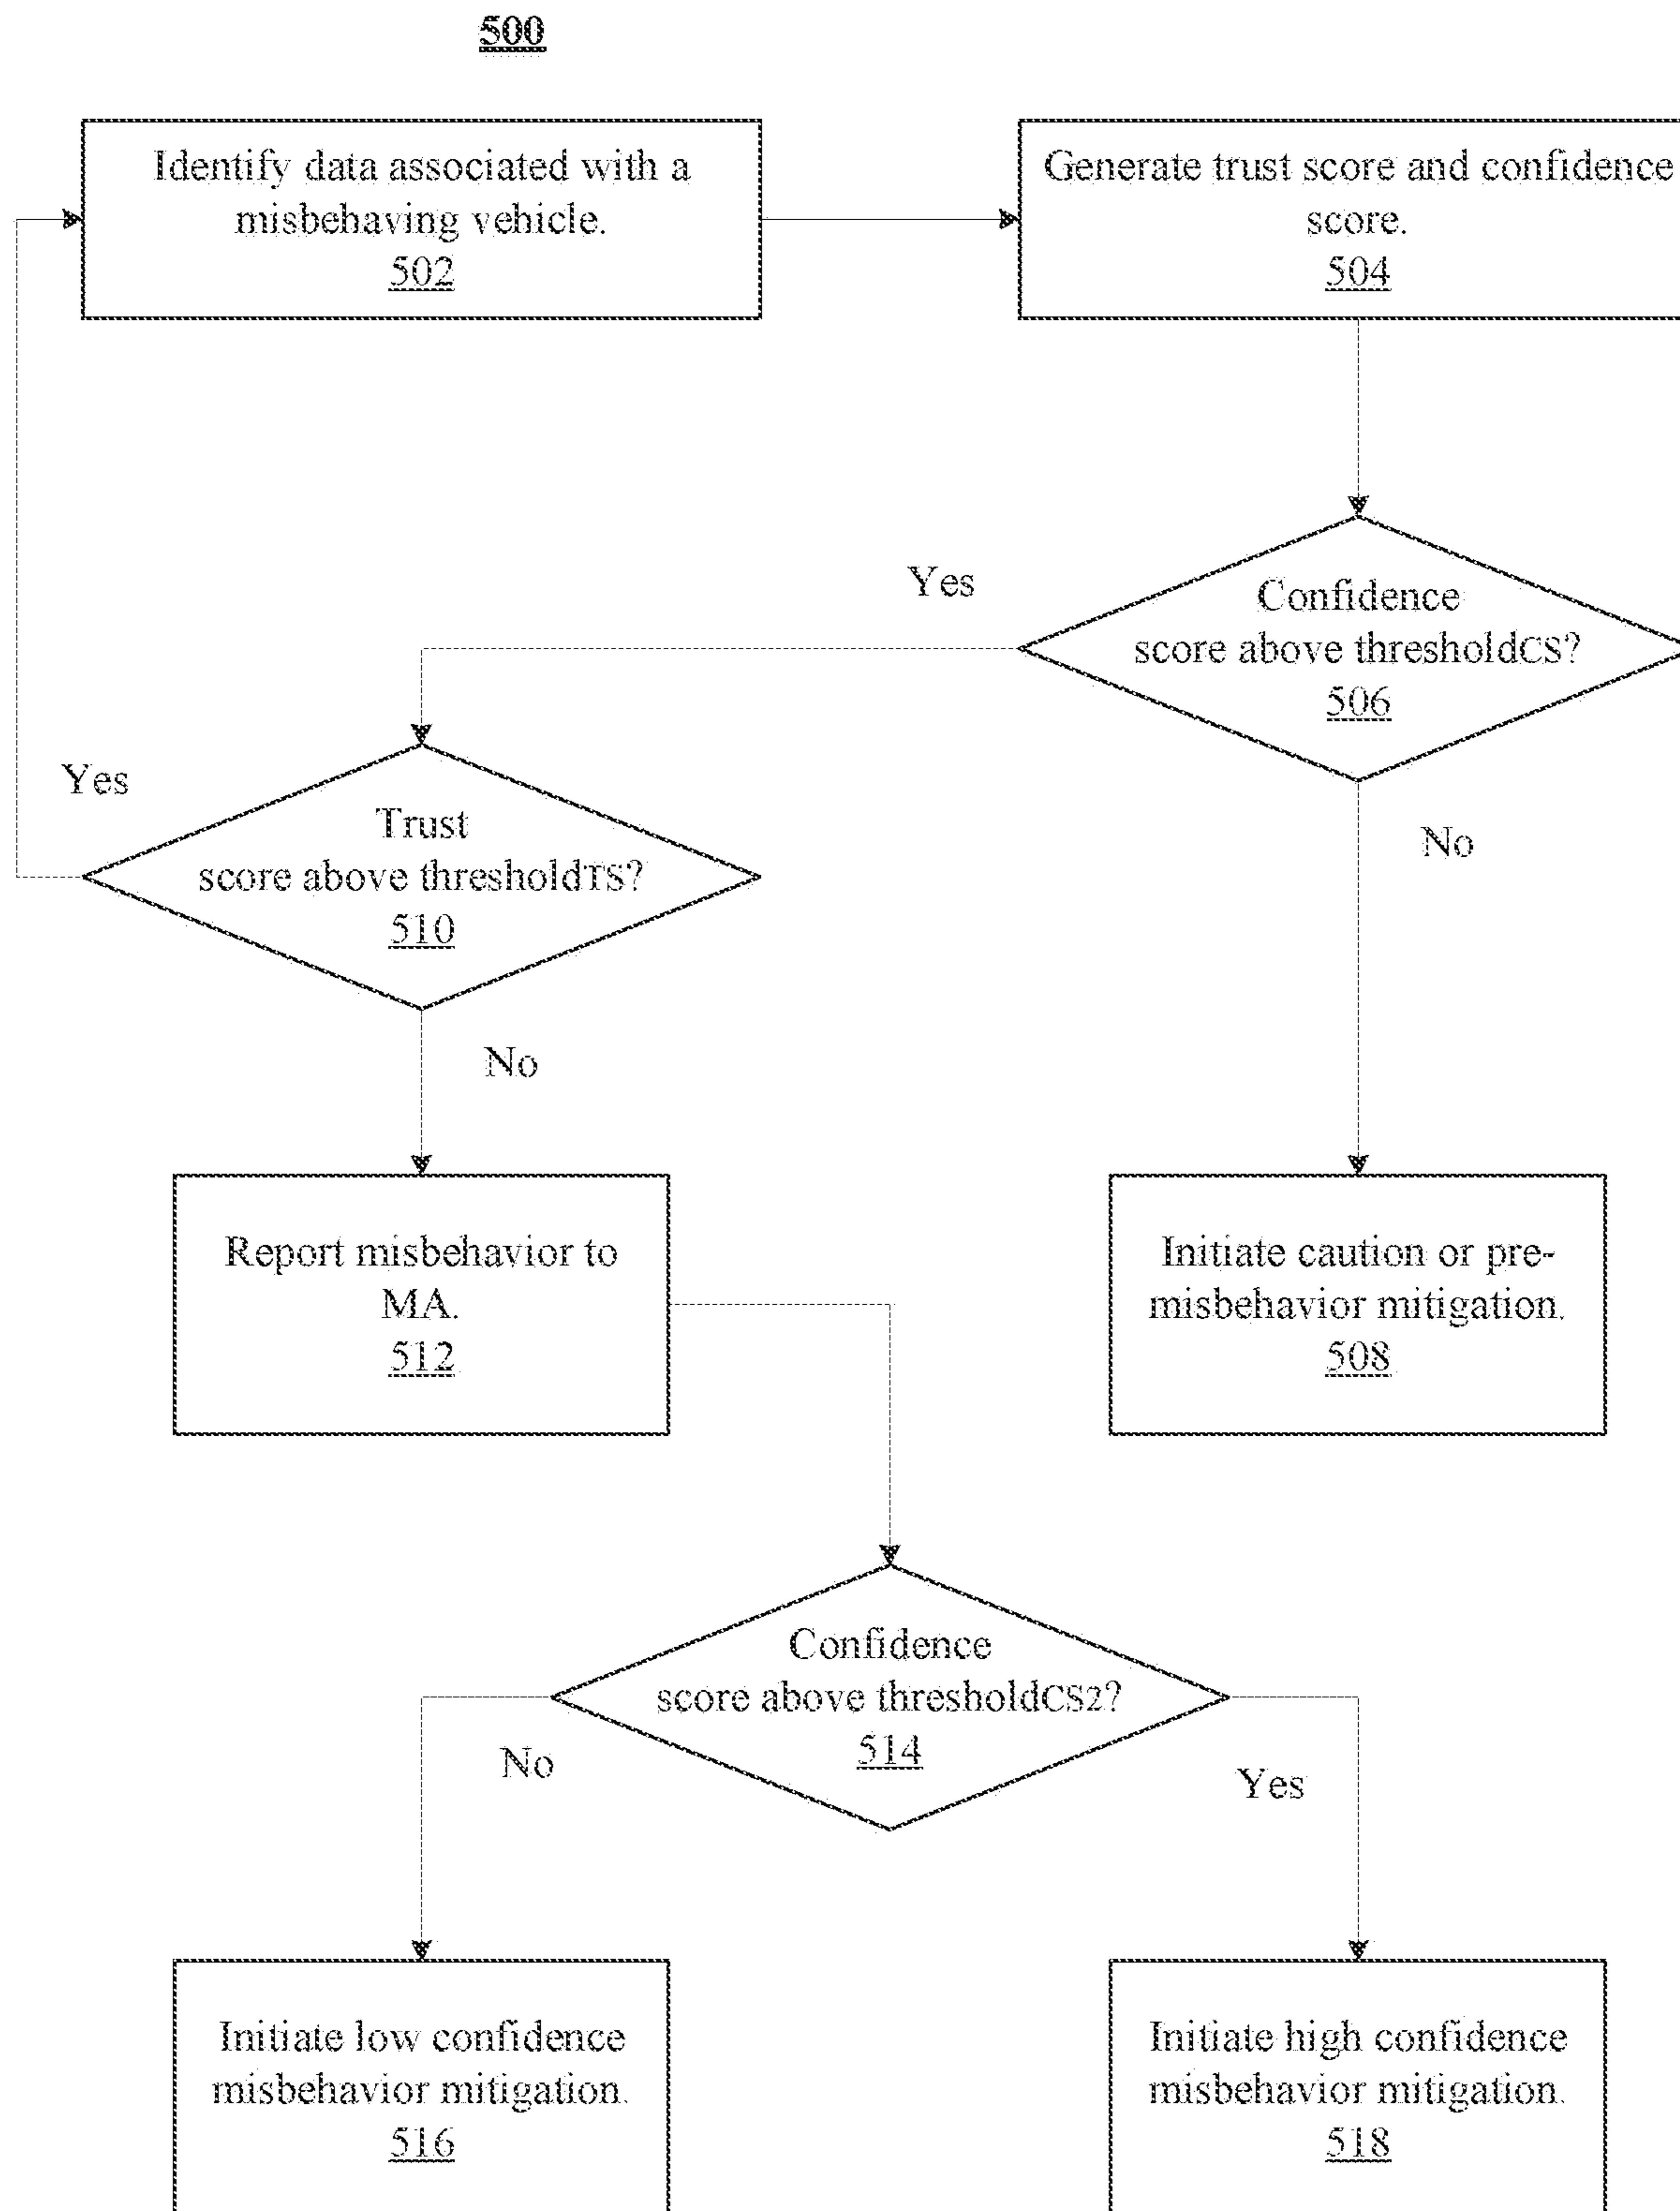 500
Identify data associated with a
misbehaving vehicle.
502
Generate trust score and confidence
score.
504
Yes
Confidence
score above thresholdCS?
506
Yes
Trust
score above thresholdTS?
510
No
No
Report misbehavior to
MA.
512
Initiate caution or pre-
misbehavior mitigation.
508
Confidence
score above thresholdCS2?
514
No
Yes
Initiate low confidence
misbehavior mitigation.
516
Initiate high confidence
misbehavior mitigation.
518